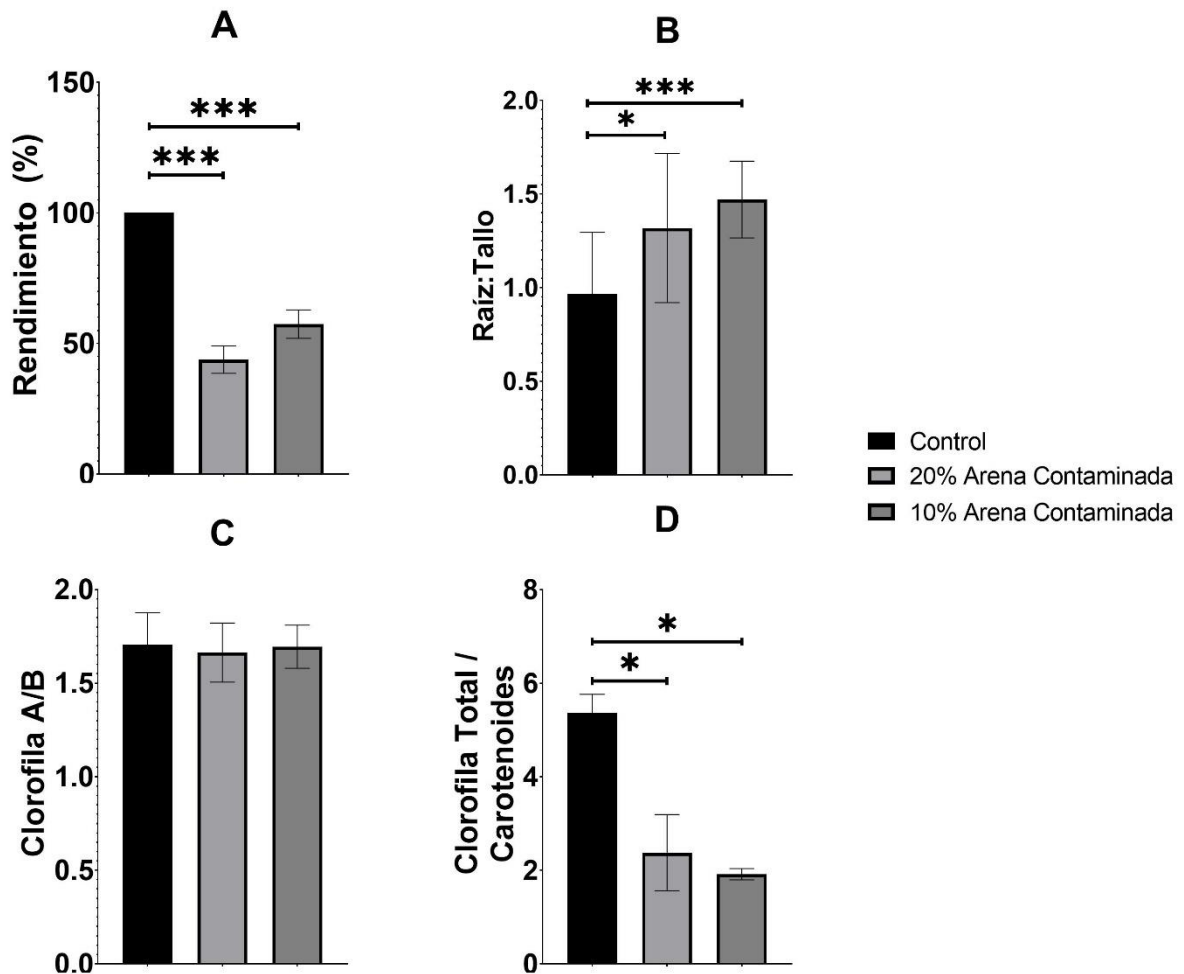 A
Rendimiento (%)
150
100
50
0
***
***
B
Raíz:Tallo
2.0
1.5
1.0
0.5
0.0
***
*
Control
20% Arena Contaminada
10% Arena Contaminada
C
Clorofila A/B
2.0
1.5
1.0
0.5
0.0
D
Clorofila Total /
Carotenoides
8
6
4
2
0
*
*